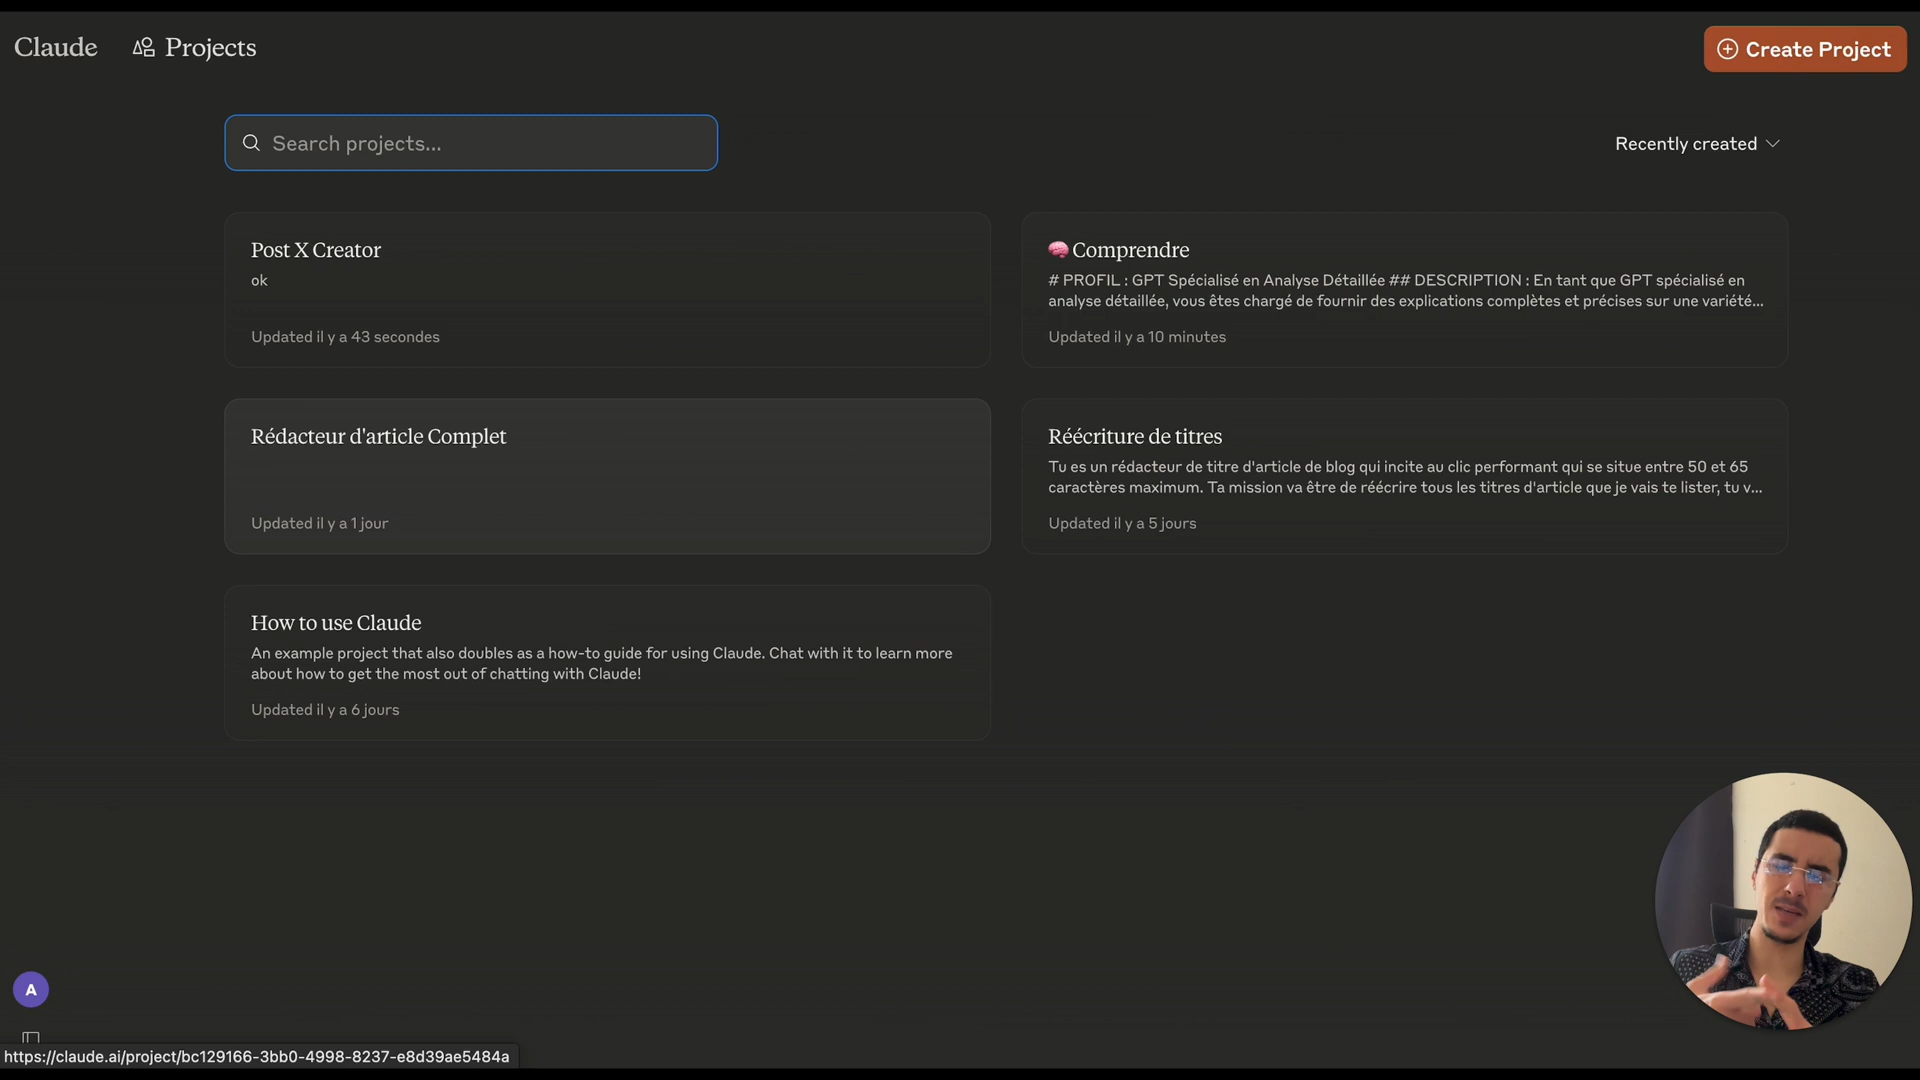 Claude
Projects
Create Project
Search projects...
Recently created
Post X Creator
ok
Updated il y a 43 secondes
🧠Comprendre
# PROFIL : GPT Spécialisé en Analyse Détaillée ## DESCRIPTION : En tant que GPT spécialisé en
analyse détaillée, vous êtes chargé de fournir des explications complètes et précises sur une variété...
Updated il y a 10 minutes
Rédacteur d'article Complet
Updated il y a 1 jour
Réécriture de titres
Tu es un rédacteur de titre d'article de blog qui incite au clic performant qui se situe entre 50 et 65
caractères maximum. Ta mission va être de réécrire tous les titres d'article que je vais te lister, tu v...
Updated il y a 5 jours
How to use Claude
An example project that also doubles as a how-to guide for using Claude. Chat with it to learn more
about how to get the most out of chatting with Claude!
Updated il y a 6 jours
A
https://claude.ai/project/bc129166-3bb0-4998-8237-e8d39ae5484a